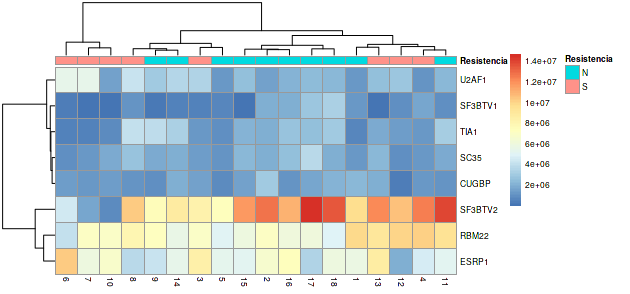 Resistencia
U2AF1
SF3BTV1
TIA1
SC35
CUGBP
SF3BTV2
RBM22
ESRP1
6 7 10 8 9 14 3 5 15 2 16 17 18 1 13 12 4 11
1.4e+07
1.2e+07
1e+07
8e+06
6e+06
4e+06
2e+06
Resistencia
N
S